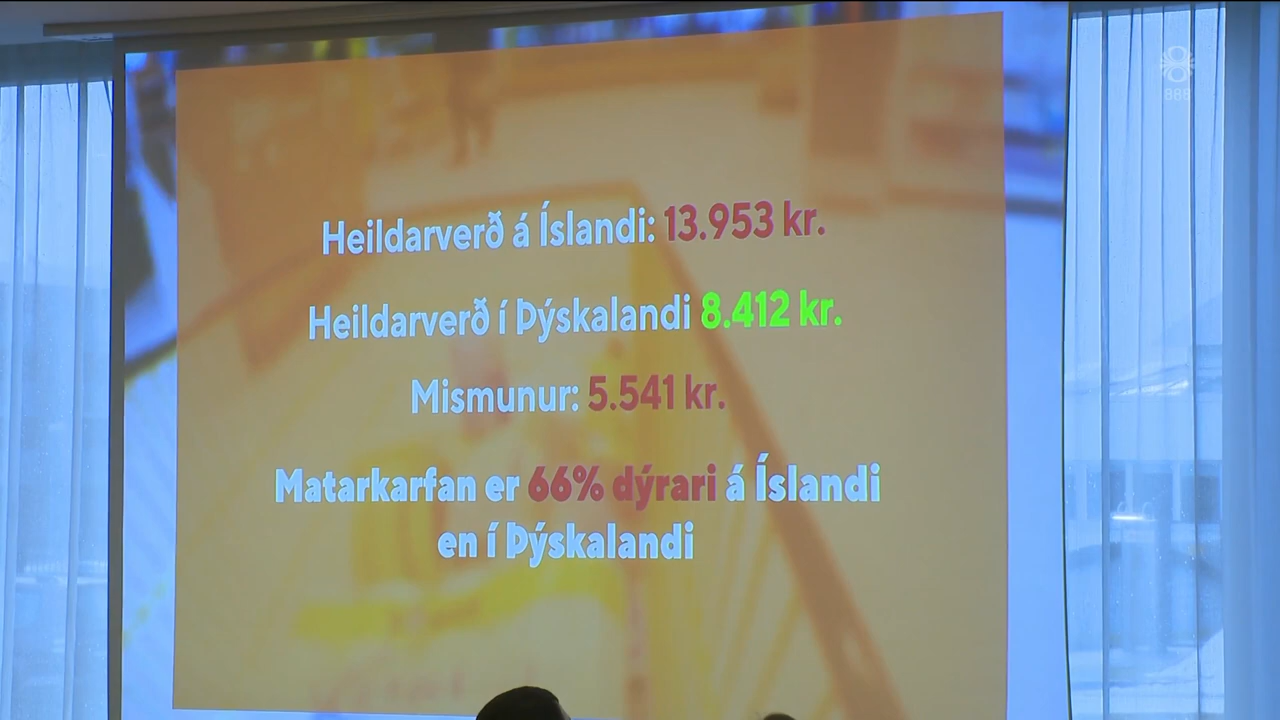 888
Heildarverð á Íslandi: 13.953 kr.
Heildarverð í Þýskalandi 8.412 kr.
Mismunur: 5.541 kr.
Matarkarfan er 66% dýrari á Íslandi
en í Þýskalandi